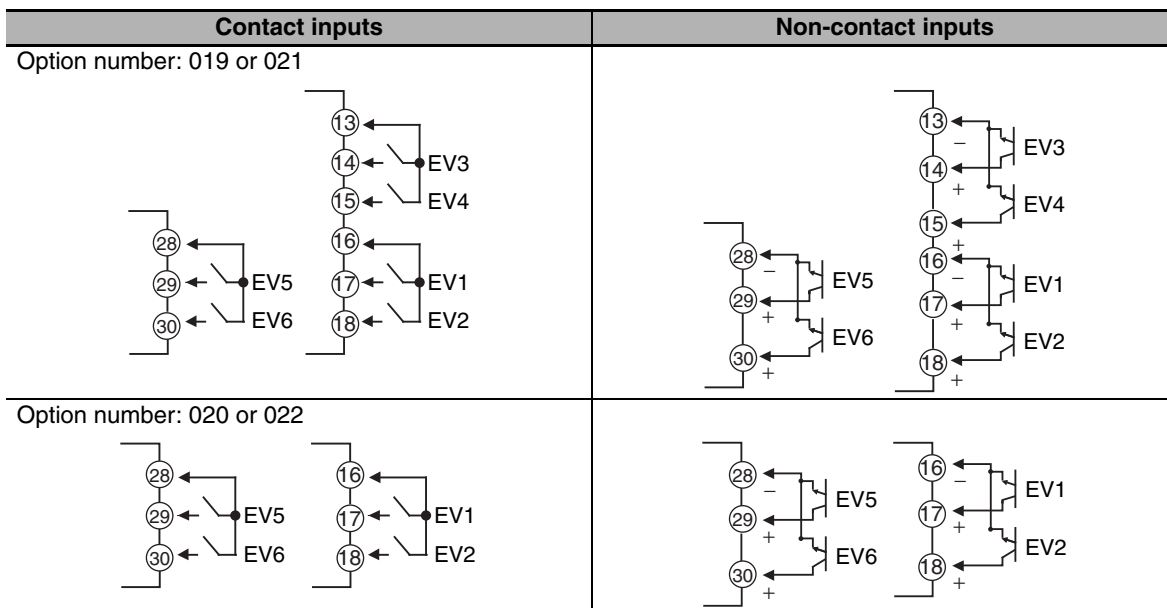 Contact inputs
Non-contact inputs
Option number: 019 or 021
13
14
15
16
17
18
EV3
EV4
EV1
EV2
28
29
30
EV5
EV6
13
−
14
+
15
+
16
−
17
+
18
+
EV3
EV4
EV1
EV2
28
−
29
+
30
+
EV5
EV6
Option number: 020 or 022
28
29
30
EV5
EV6
16
17
18
EV1
EV2
28
−
29
+
30
+
EV5
EV6
16
−
17
+
18
+
EV1
EV2